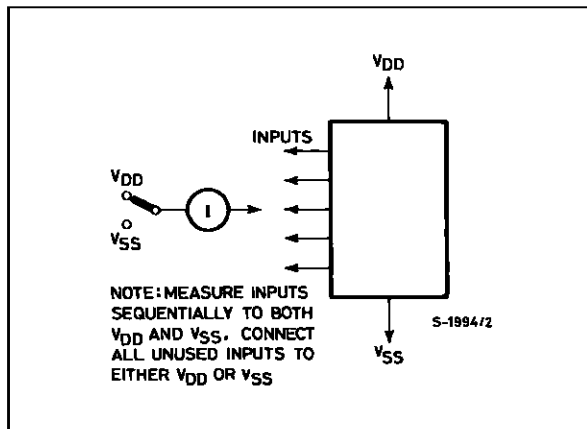 VDD
INPUTS
VDD
I
VSS
NOTE: MEASURE INPUTS
SEQUENTIALLY TO BOTH
VDD AND VSS. CONNECT
ALL UNUSED INPUTS TO
EITHER VDD OR VSS
S-1994/2
VSS